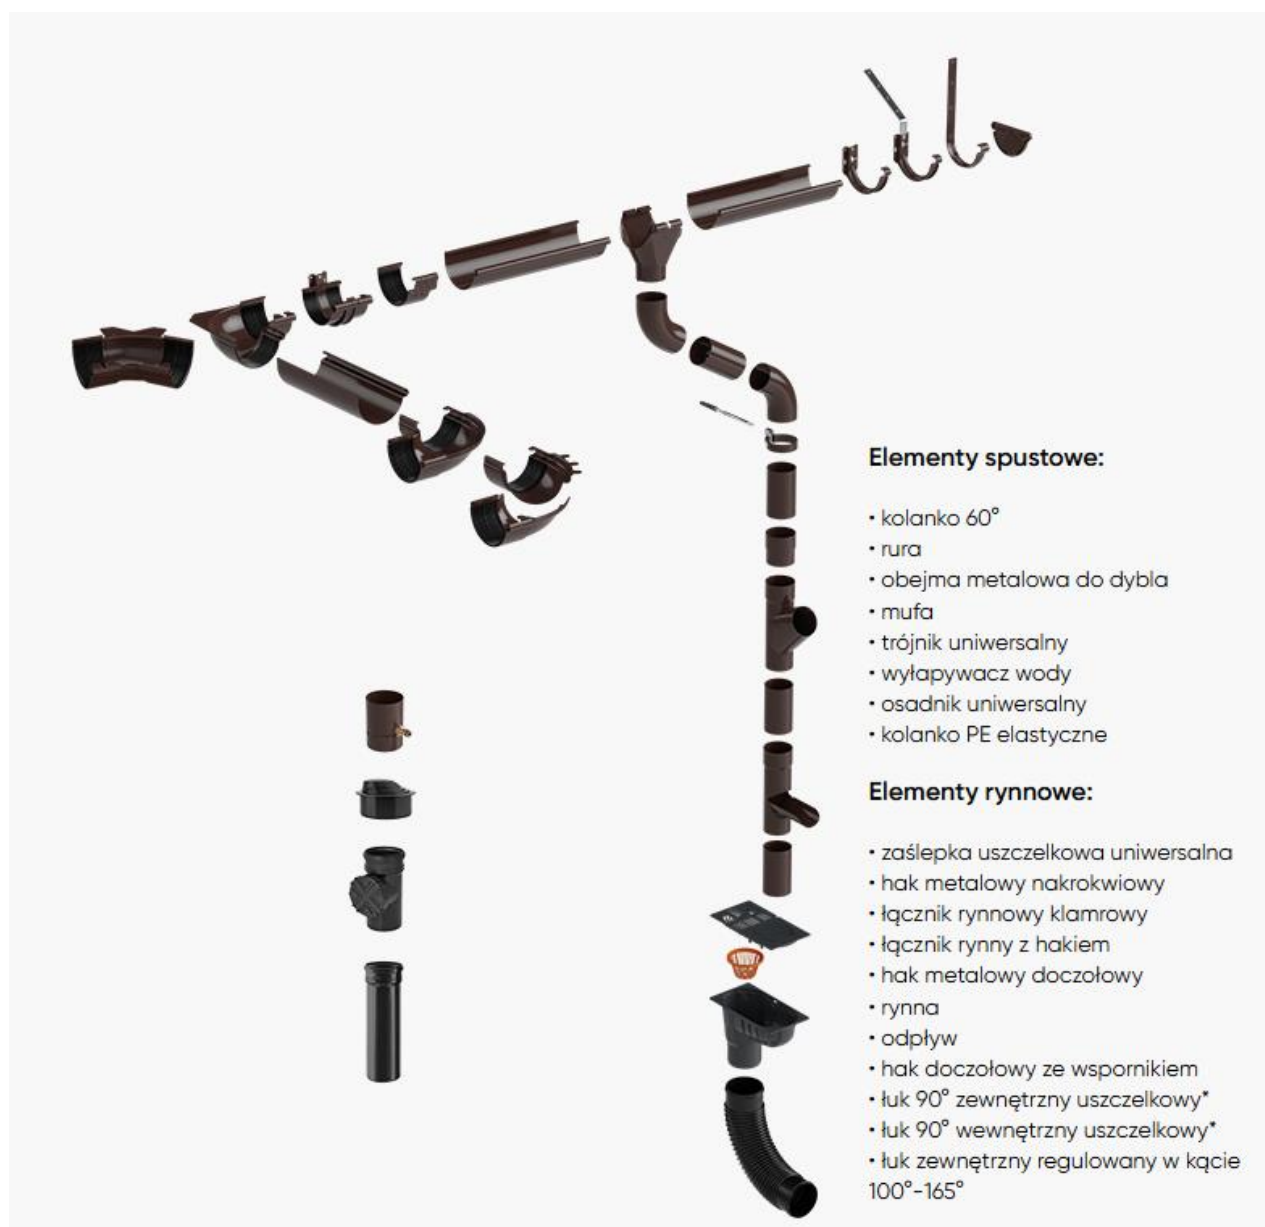 Elementy spustowe:
• kolanko 60°
• rura
• obejma metalowa do dybla
• mufa
• trójnik uniwersalny
• wyłapywacz wody
• osadnik uniwersalny
• kolanko PE elastyczne
Elementy rynnowe:
• zaślepka uszczelkowa uniwersalna
• hak metalowy nakrokwiowy
• łącznik rynnowy klamrowy
• łącznik rynny z hakiem
• hak metalowy doczołowy
• rynna
• odpływ
• hak doczołowy ze wspornikiem
• łuk 90° zewnętrzny uszczelkowy*
• łuk 90° wewnętrzny uszczelkowy*
• łuk zewnętrzny regulowany w kącie
100°-165°